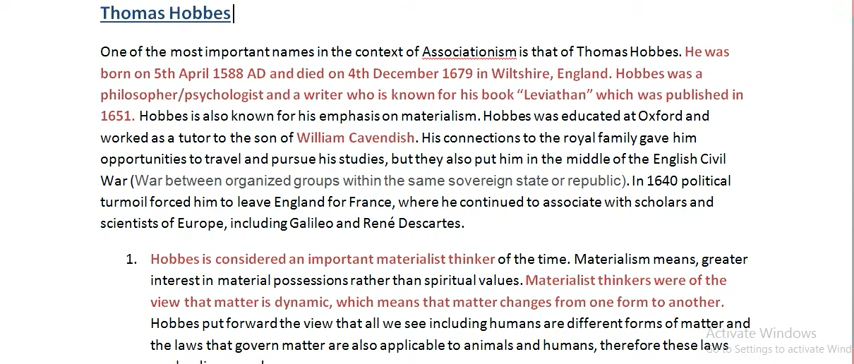 Thomas Hobbes
One of the most important names in the context of Associationism is that of Thomas Hobbes. He was
born on 5th April 1588 AD and died on 4th December 1679 in Wiltshire, England. Hobbes was a
philosopher/psychologist and a writer who is known for his book “Leviathan” which was published in
1651. Hobbes is also known for his emphasis on materialism. Hobbes was educated at Oxford and
worked as a tutor to the son of William Cavendish. His connections to the royal family gave him
opportunities to travel and pursue his studies, but they also put him in the middle of the English Civil
War (War between organized groups within the same sovereign state or republic). In 1640 political
turmoil forced him to leave England for France, where he continued to associate with scholars and
scientists of Europe, including Galileo and René Descartes.
1. Hobbes is considered an important materialist thinker of the time. Materialism means, greater
interest in material possessions rather than spiritual values. Materialist thinkers were of the
view that matter is dynamic, which means that matter changes from one form to another.
Hobbes put forward the view that all we see including humans are different forms of matter and
the laws that govern matter are also applicable to animals and humans, therefore these laws
Activate Windows
Go to Settings to activate Wind